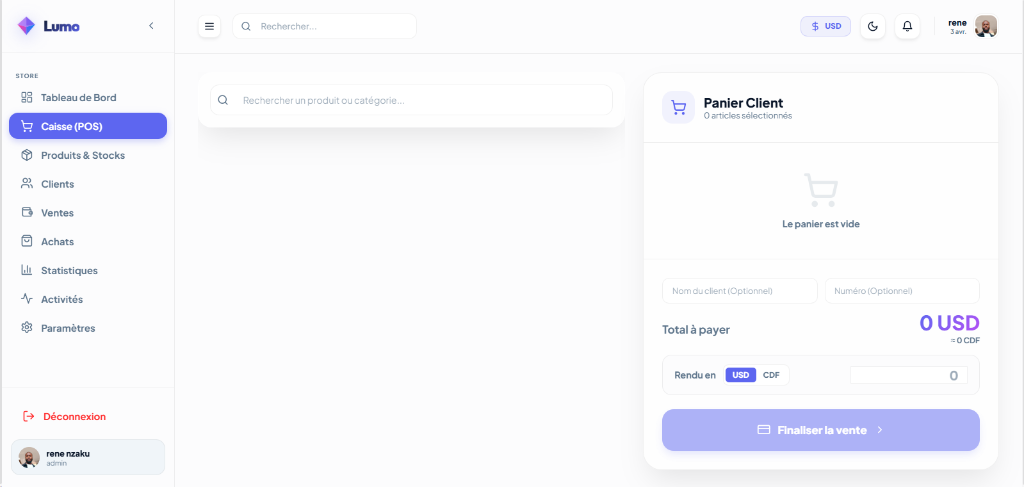 Lumo
Rechercher...
USD
rene
3 avr.
STORE
Tableau de Bord
Caisse (POS)
Produits & Stocks
Clients
Ventes
Achats
Statistiques
Activités
Paramètres
Déconnexion
rene nzaku
admin
Rechercher un produit ou catégorie...
Panier Client
0 articles sélectionnés
Le panier est vide
Nom du client (Optionnel)
Numéro (Optionnel)
Total à payer
0 USD
≈ 0 CDF
Rendu en USD CDF 0
Finaliser la vente